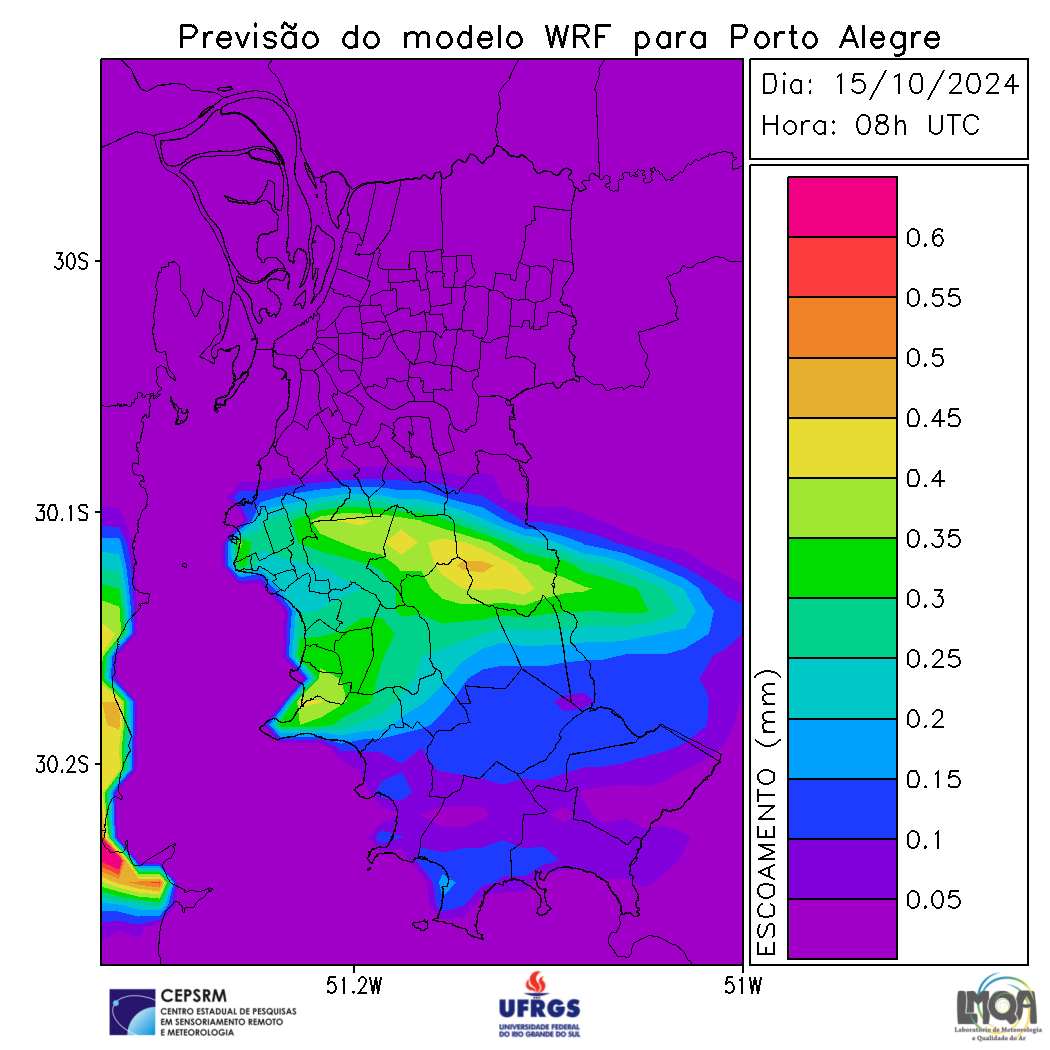 Previsão do modelo WRF para Porto Alegre
Dia: 15/10/2024
Hora: 08h UTC
30S
30.1S
30.2S
51.2W
51W
ESCOAMENTO (mm)
0.6
0.55
0.5
0.45
0.4
0.35
0.3
0.25
0.2
0.15
0.1
0.05
CEPSRM
CENTRO ESTADUAL DE PESQUISAS
EM SENSORIAMENTO REMOTO
E METEOROLOGIA
UFRGS
UNIVERSIDADE FEDERAL
DO RIO GRANDE DO SUL
LMQA
Laboratório de Meteorologia
e Qualidade do Ar